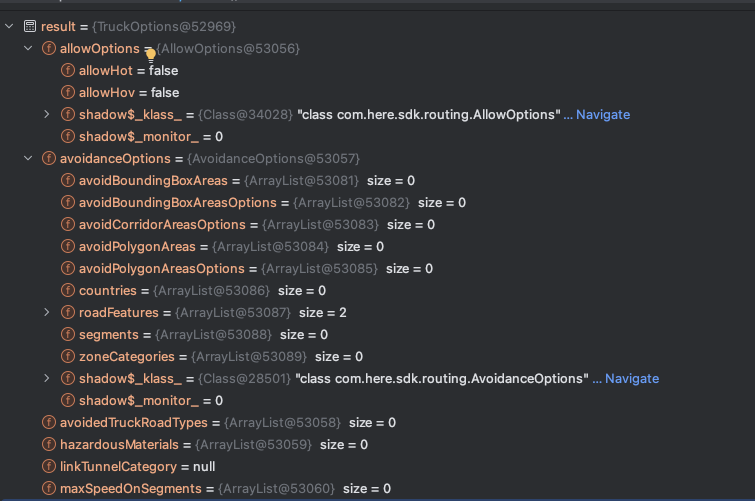 result = {TruckOptions@52969}
allowOptions = {AllowOptions@53056}
allowHot = false
allowHov = false
shadow$_klass_ = {Class@34028} "class com.here.sdk.routing.AllowOptions" ... Navigate
shadow$_monitor_ = 0
avoidanceOptions = {AvoidanceOptions@53057}
avoidBoundingBoxAreas = {ArrayList@53081} size = 0
avoidBoundingBoxAreasOptions = {ArrayList@53082} size = 0
avoidCorridorAreasOptions = {ArrayList@53083} size = 0
avoidPolygonAreas = {ArrayList@53084} size = 0
avoidPolygonAreasOptions = {ArrayList@53085} size = 0
countries = {ArrayList@53086} size = 0
roadFeatures = {ArrayList@53087} size = 2
segments = {ArrayList@53088} size = 0
zoneCategories = {ArrayList@53089} size = 0
shadow$_klass_ = {Class@28501} "class com.here.sdk.routing.AvoidanceOptions" ... Navigate
shadow$_monitor_ = 0
avoidedTruckRoadTypes = {ArrayList@53058} size = 0
hazardousMaterials = {ArrayList@53059} size = 0
linkTunnelCategory = null
maxSpeedOnSegments = {ArrayList@53060} size = 0